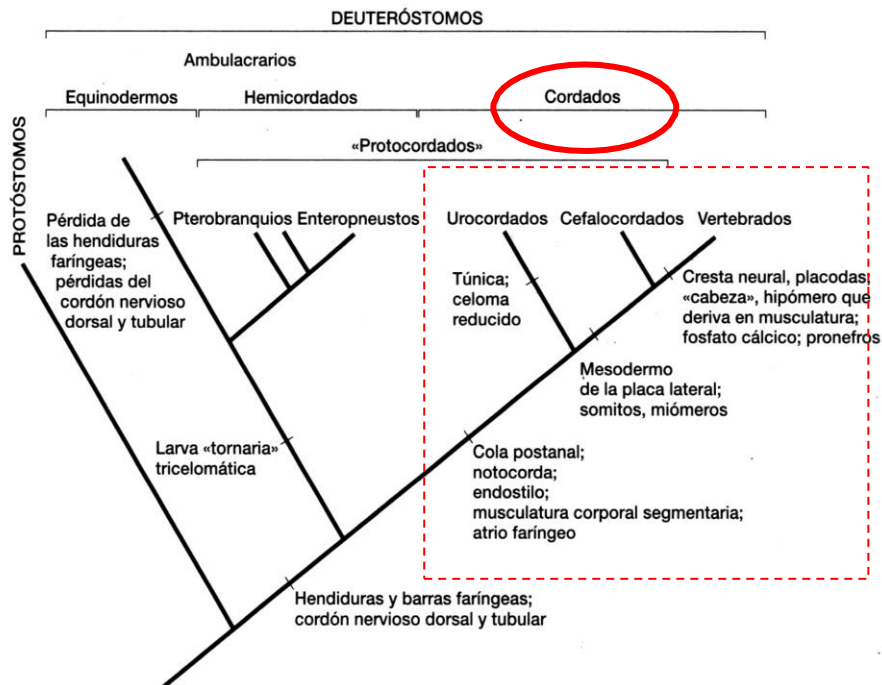 DEUTERÓSTOMOS
Ambulacrarios
Equinodermos
Hemicordados
Cordados
«Protocordados»
PROTÓSTOMOS
Pterobranquios
Enteropneustos
Urocordados
Cefalocordados
Vertebrados
Pérdida de
las hendiduras
faríngeas;
pérdidas del
cordón nervioso
dorsal y tubular
Túnica;
celoma
reducido
Cresta neural, placodas;
«cabeza», hipómero que
deriva en musculatura;
fosfato cálcico; pronefros
Mesodermo
de la placa lateral;
somitos, miómeros
Larva «tornaria»
tricelomática
Cola postanal;
notocorda;
endostilo;
musculatura corporal segmentaria;
atrio faríngeo
Hendiduras y barras faríngeas;
cordón nervioso dorsal y tubular